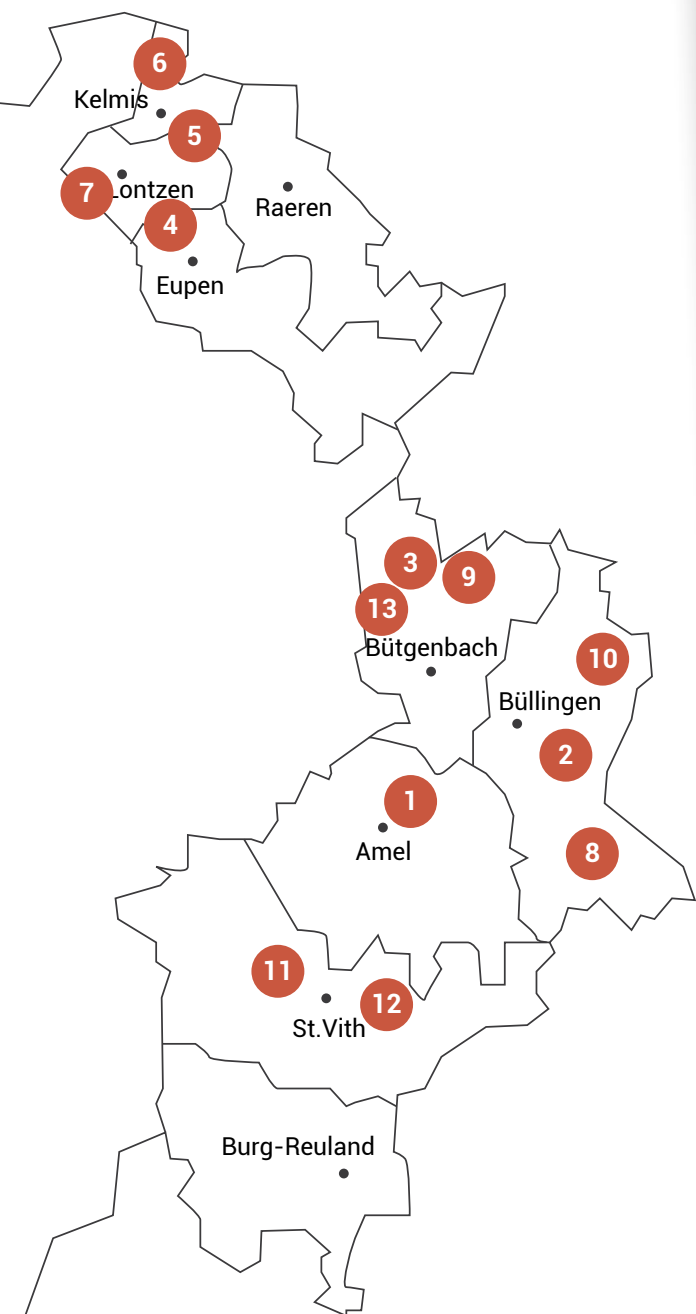 6
Kelmis
5
7
Lontzen
Raeren
4
Eupen
3
9
13
Bütgenbach
10
Büllingen
2
1
Amel
8
11
12
St.Vith
Burg-Reuland